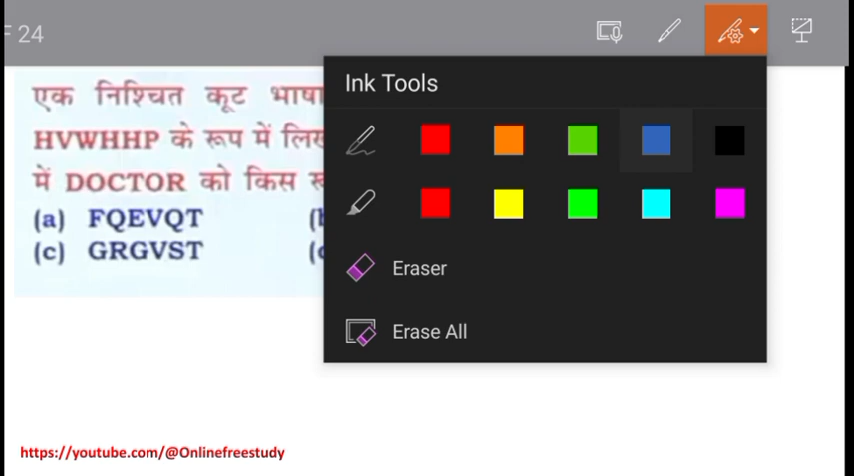 24
Ink Tools
एक निश्चित कूट भाषा
HVWHHP के रूप में
में DOCTOR को किस
(a) FQEVQT
(c) GRGVST
Eraser
Erase All
https://youtube.com/@Onlinefreestudy